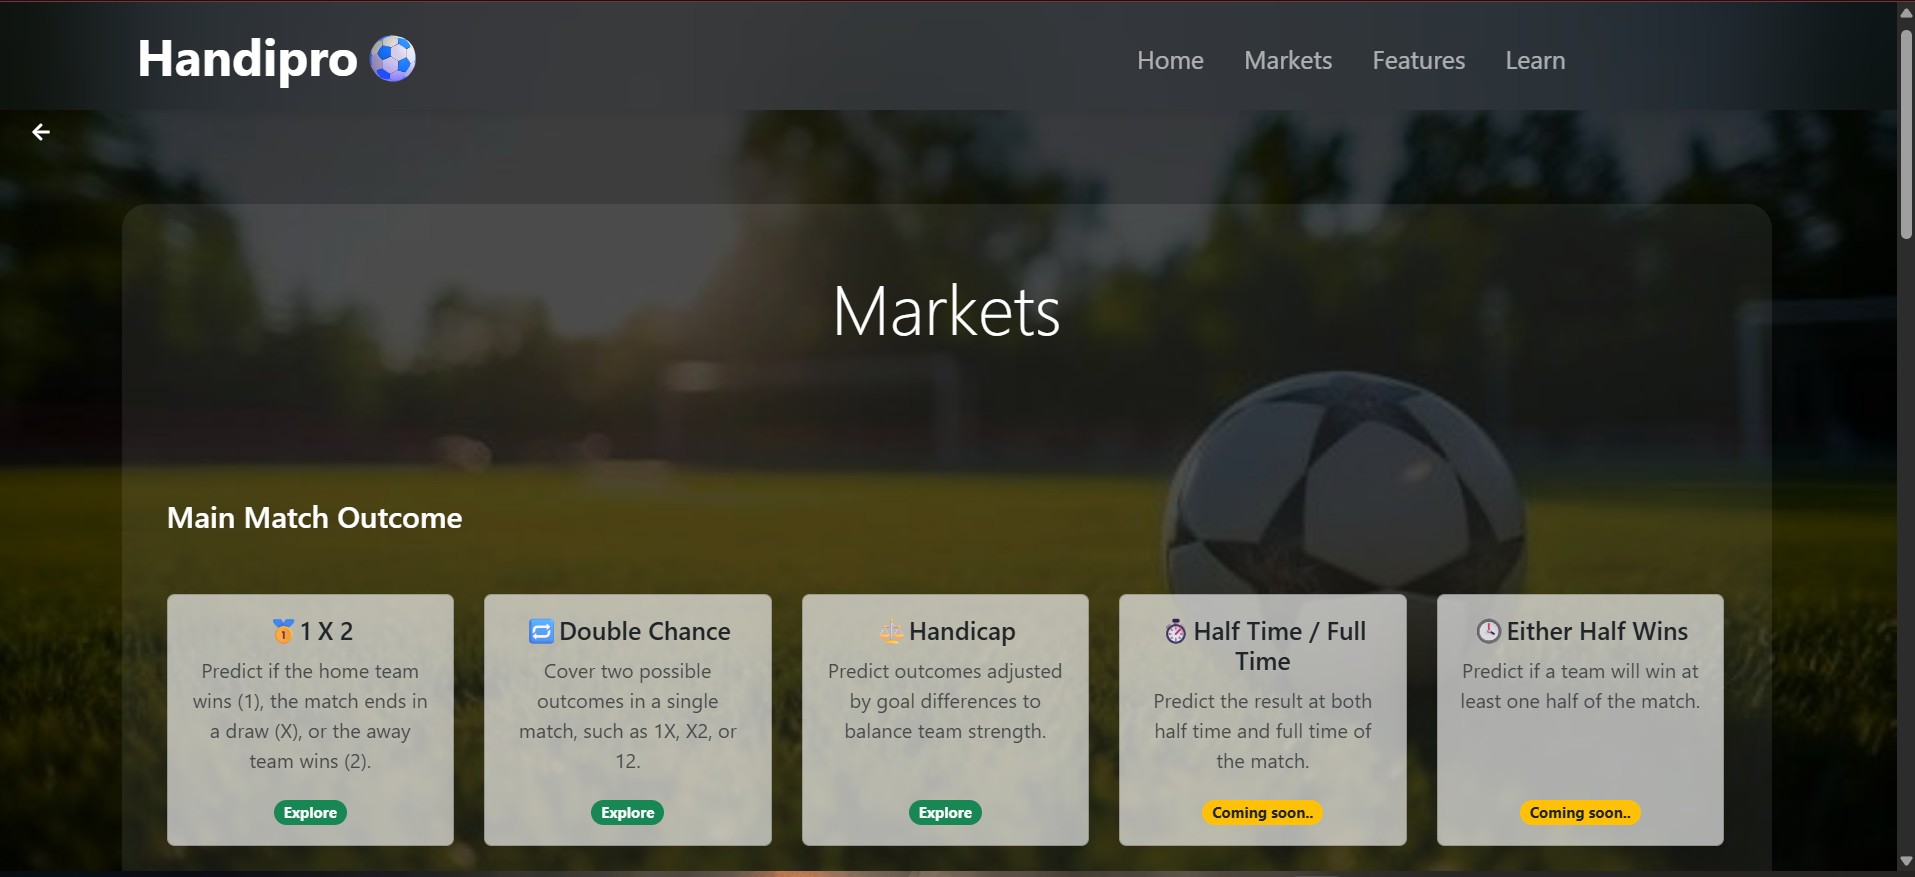 Handipro
Home Markets Features Learn
Markets
Main Match Outcome
1 X 2
Predict if the home team
wins (1), the match ends in
a draw (X), or the away
team wins (2).
Explore
Double Chance
Cover two possible
outcomes in a single
match, such as 1X, X2, or
12.
Explore
Handicap
Predict outcomes adjusted
by goal differences to
balance team strength.
Explore
Half Time / Full
Time
Predict the result at both
half time and full time of
the match.
Coming soon..
Either Half Wins
Predict if a team will win at
least one half of the match.
Coming soon..